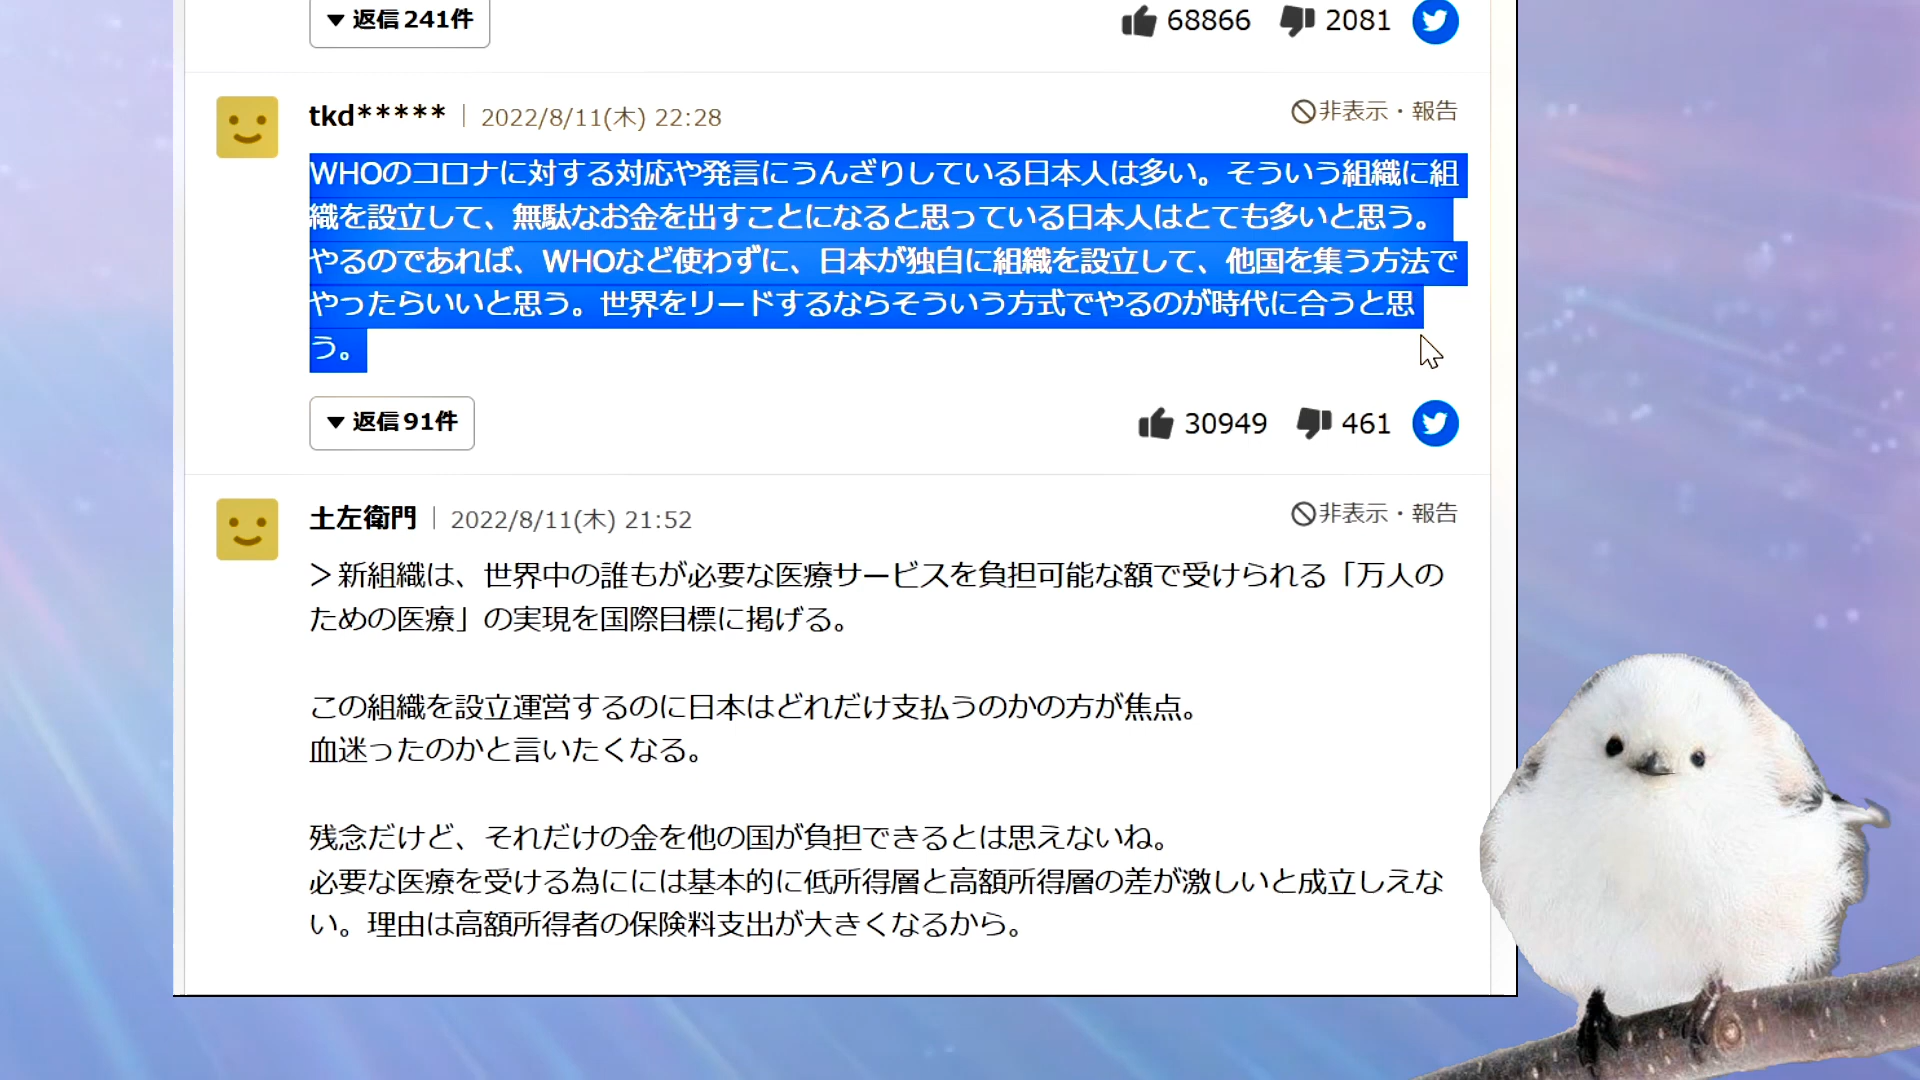 ▼ 返信241件
68866 2081
tkd***** | 2022/8/11(木) 22:28
非表示・報告
WHOのコロナに対する対応や発言にうんざりしている日本人は多い。そういう組織に組
織を設立して、無駄なお金を出すことになると思っている日本人はとても多いと思う。
やるのであれば、WHOなど使わずに、日本が独自に組織を設立して、他国を集う方法で
やったらいいと思う。世界をリードするならそういう方式でやるのが時代に合うと思
う。
▼ 返信91件
30949 461
土左衛門 | 2022/8/11(木) 21:52
非表示・報告
＞新組織は、世界中の誰もが必要な医療サービスを負担可能な額で受けられる「万人の
ための医療」の実現を国際目標に掲げる。
この組織を設立運営するのに日本はどれだけ支払うのかの方が焦点。
血迷ったのかと言いたくなる。
残念だけど、それだけの金を他の国が負担できるとは思えないね。
必要な医療を受ける為にには基本的に低所得層と高額所得層の差が激しいと成立しえな
い。理由は高額所得者の保険料支出が大きくなるから。